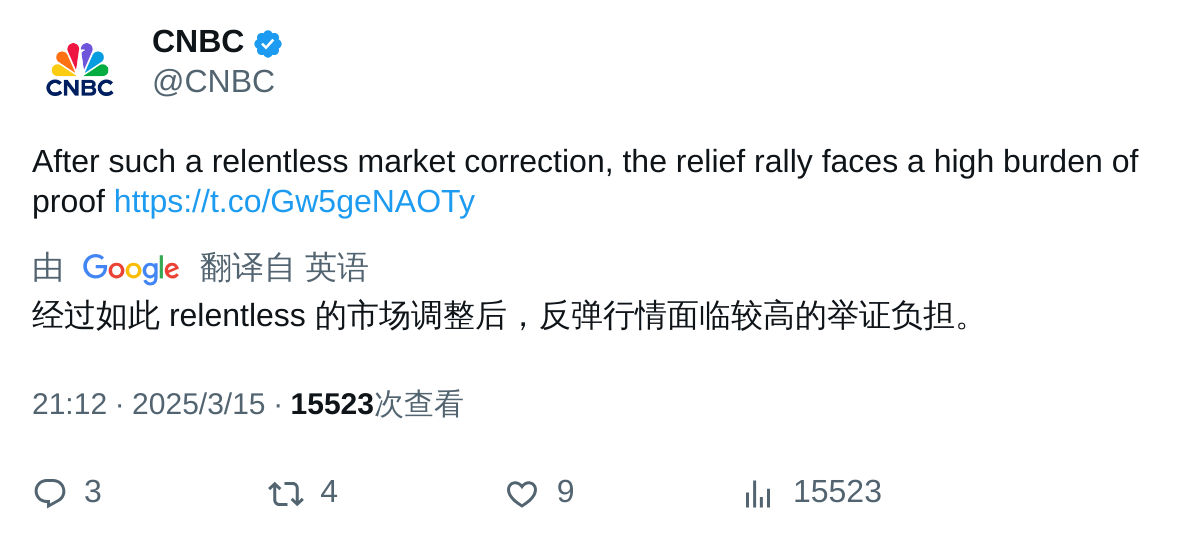 CNBC
CNBC
@CNBC
After such a relentless market correction, the relief rally faces a high burden of
proof https://t.co/Gw5geNAOTy
由 Google 翻译自 英语
经过如此 relentless 的市场调整后，反弹行情面临较高的举证负担。
21:12 · 2025/3/15 · 15523次查看
3 4 9 15523